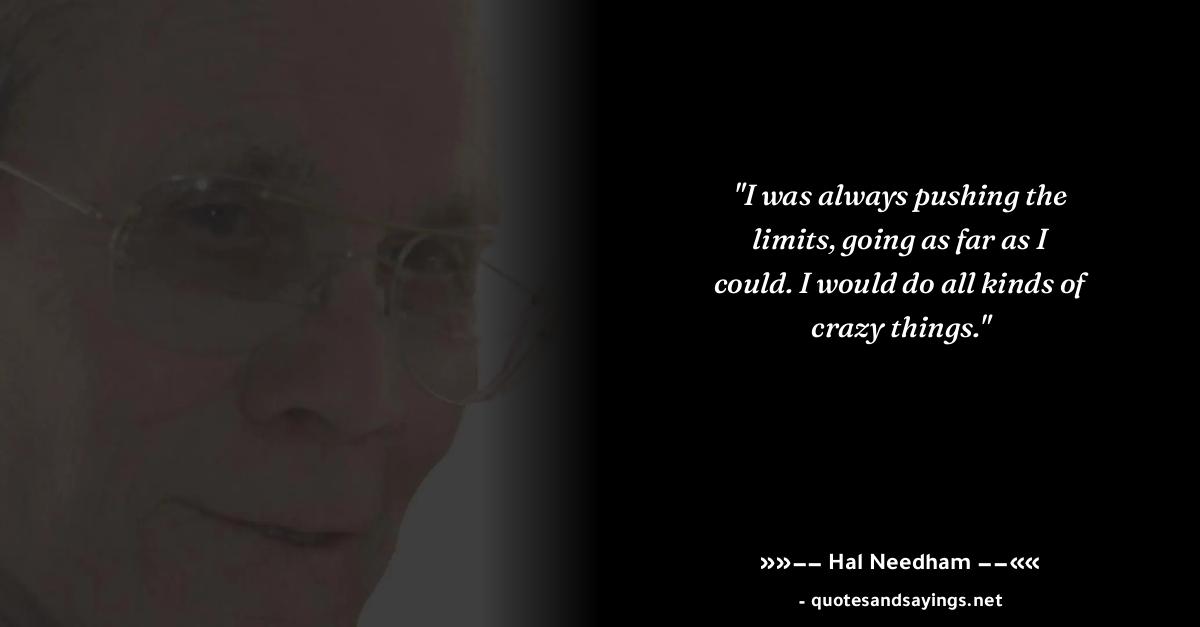 "I was always pushing the
limits, going as far as I
could. I would do all kinds of
crazy things."
»»−− Hal Needham −−««
- quotesandsayings.net